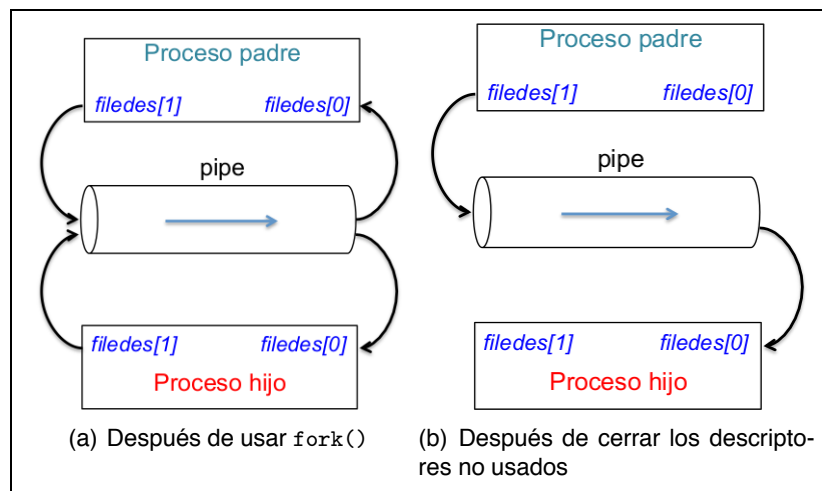 Proceso padre
filedes[1] filedes[0]
pipe
filedes[1] filedes[0]
Proceso hijo
(a) Después de usar fork()
Proceso padre
filedes[1] filedes[0]
pipe
filedes[1] filedes[0]
Proceso hijo
(b) Después de cerrar los descripto-
res no usados